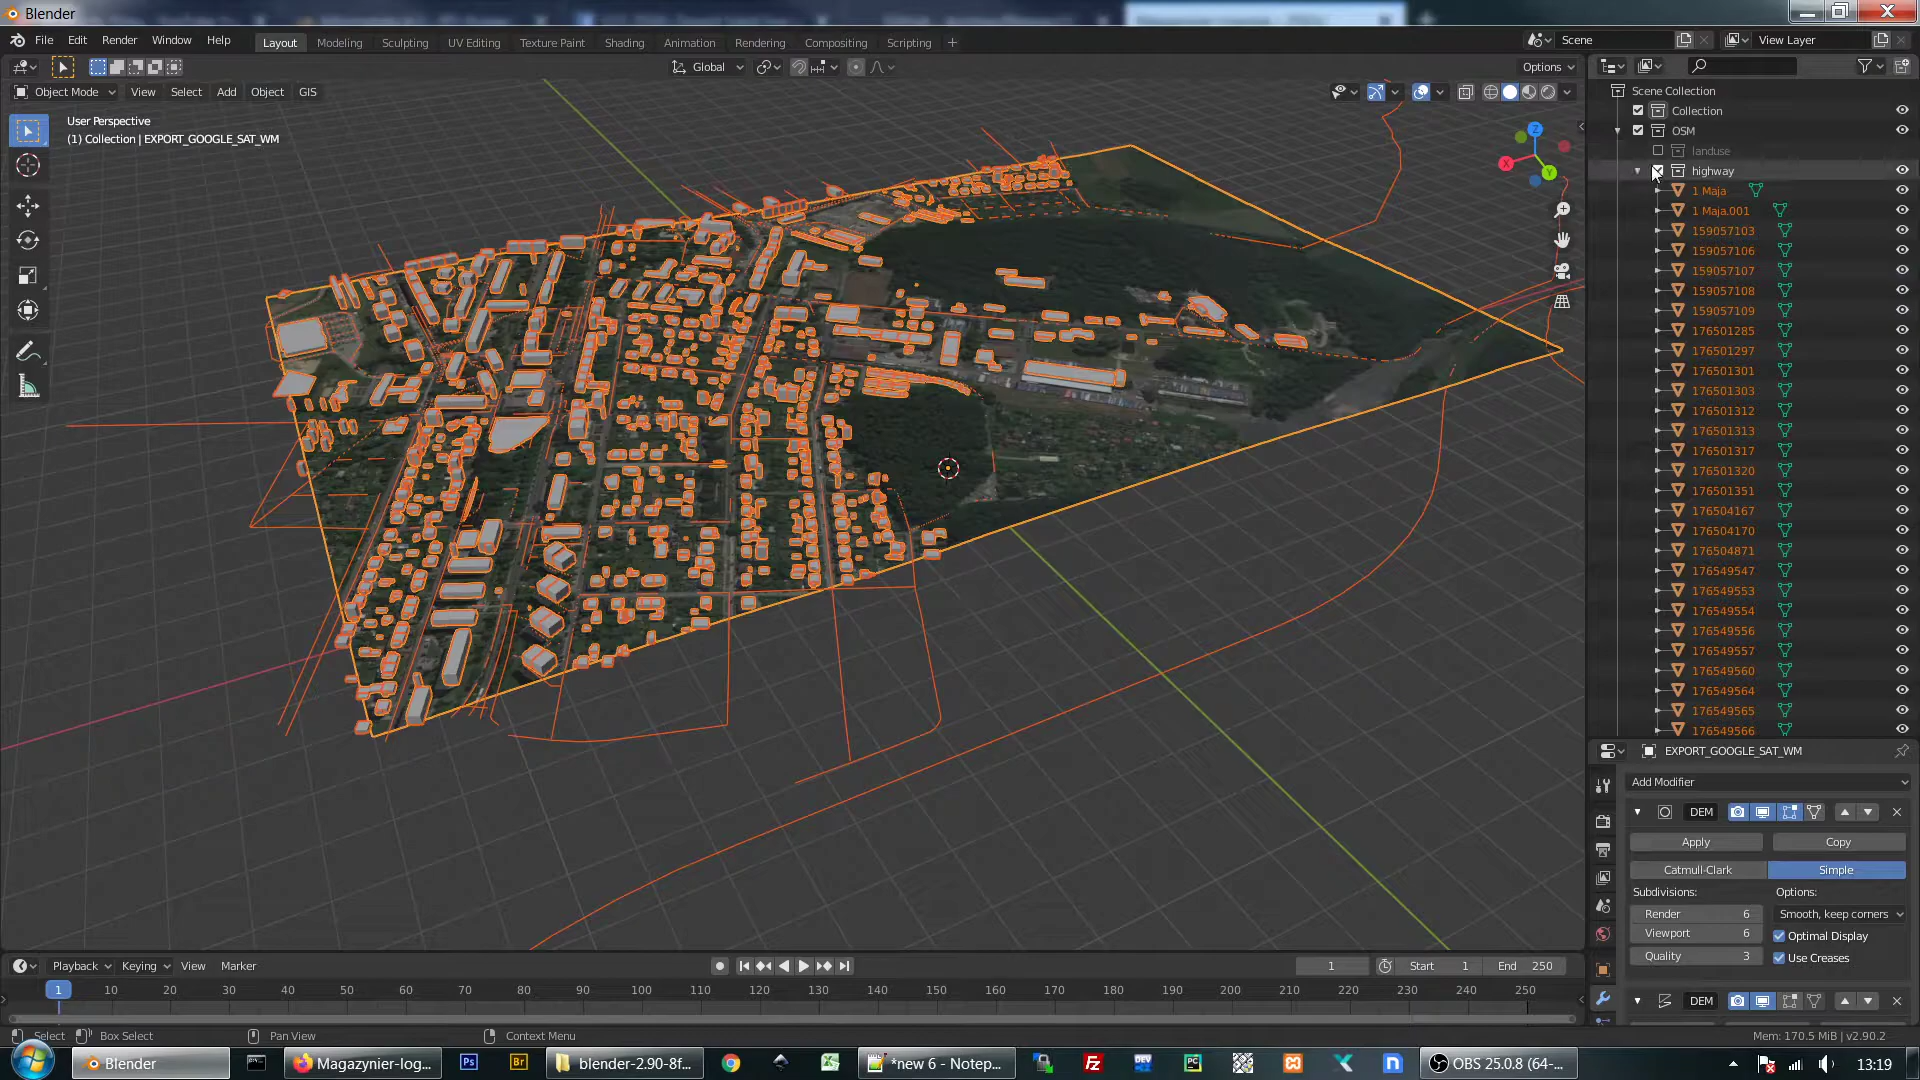 Blender
File Edit Render Window Help
Layout Modeling Sculpting UV Editing Texture Paint Shading Animation Rendering Compositing Scripting
Scene View Layer
Global Options
Object Mode View Select Add Object GIS
User Perspective
(1) Collection | EXPORT_GOOGLE_SAT_WM
Z
X
Y
Scene Collection
Collection
OSM
landuse
highway
1 Maja
1 Maja.001
159057103
159057106
159057107
159057108
159057109
176501285
176501297
176501301
176501303
176501312
176501313
176501317
176501320
176501351
176504167
176504170
176504871
176549547
176549553
176549554
176549556
176549557
176549560
176549564
176549565
176549566
EXPORT_GOOGLE_SAT_WM
Add Modifier
DEM
Apply Copy
Catmull-Clark Simple
Subdivisions: Options:
Render 6 Smooth, keep corners
Viewport 6 Optimal Display
Quality 3 Use Creases
DEM
Playback Keying View Marker 1 Start 1 End 250
1 10 20 30 40 50 60 70 80 90 100 110 120 130 140 150 160 170 180 190 200 210 220 230 240 250
Select Box Select Pan View Context Menu Mem: 170.5 MiB | v2.90.2
Blender Magazynier-log... Ps Br blender-2.90-8f... *new 6 - Notep... Fz DEV PC OBS 25.0.8 (64-... 13:19